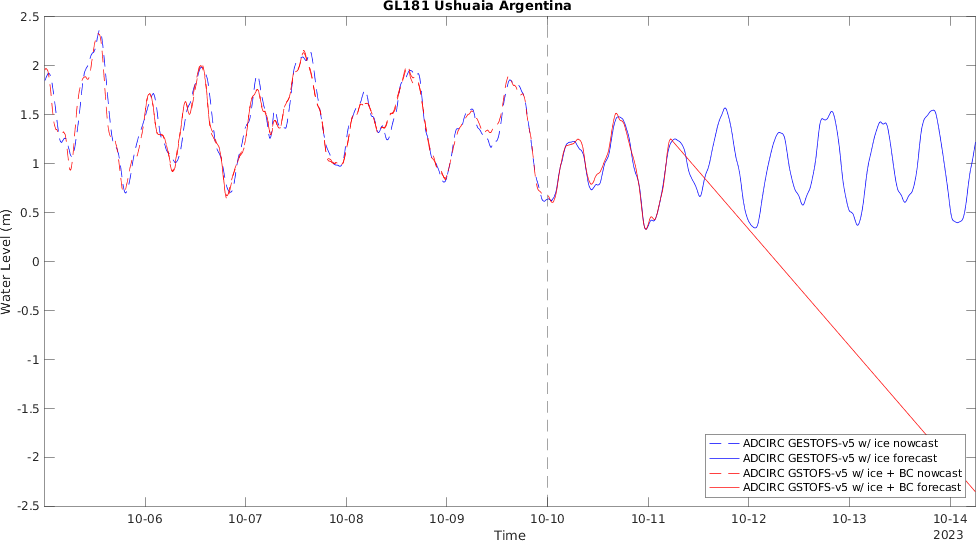 GL181 Ushuaia Argentina
2.5
2
1.5
1
0.5
0
-0.5
-1
-1.5
-2
-2.5
Water Level (m)
ADCIRC GESTOFS-v5 w/ ice nowcast
ADCIRC GESTOFS-v5 w/ ice forecast
ADCIRC GSTOFS-v5 w/ ice + BC nowcast
ADCIRC GSTOFS-v5 w/ ice + BC forecast
10-06 10-07 10-08 10-09 10-10 10-11 10-12 10-13 10-14
2023
Time